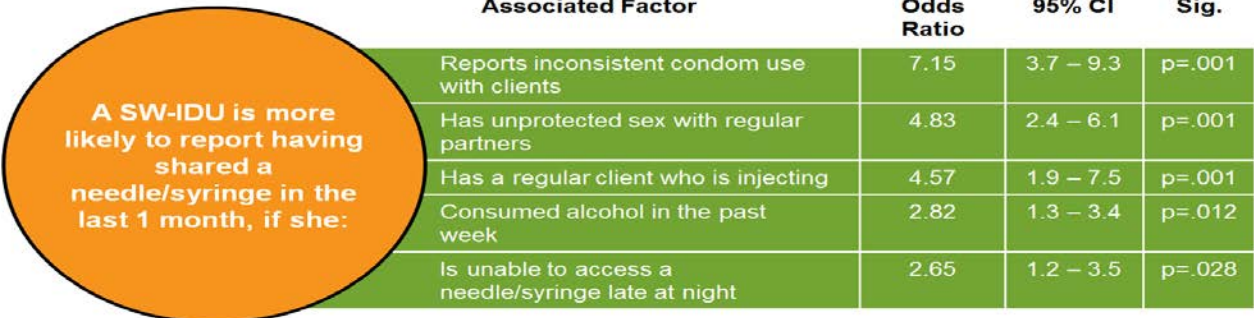 A SW-IDU is more
likely to report having
shared a
needle/syringe in the
last 1 month, if she:
Associated Factor Odds Ratio 95% CI Sig.
Reports inconsistent condom use 7.15 3.7 – 9.3 p=.001
with clients
Has unprotected sex with regular 4.83 2.4 – 6.1 p=.001
partners
Has a regular client who is injecting 4.57 1.9 – 7.5 p=.001
Consumed alcohol in the past 2.82 1.3 – 3.4 p=.012
week
Is unable to access a 2.65 1.2 – 3.5 p=.028
needle/syringe late at night